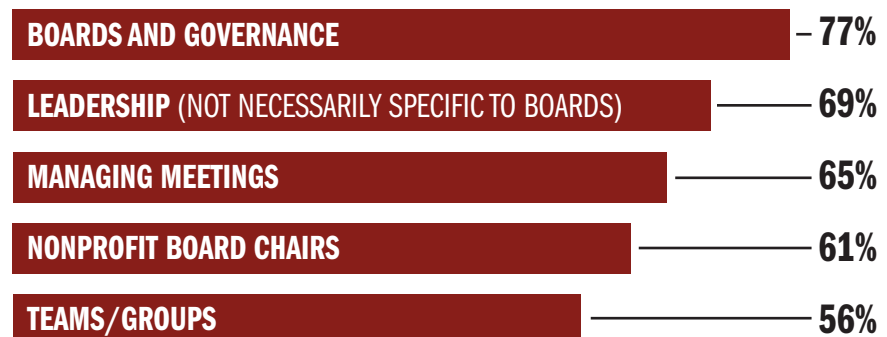 BOARDS AND GOVERNANCE 77%
LEADERSHIP (NOT NECESSARILY SPECIFIC TO BOARDS) 69%
MANAGING MEETINGS 65%
NONPROFIT BOARD CHAIRS 61%
TEAMS/GROUPS 56%